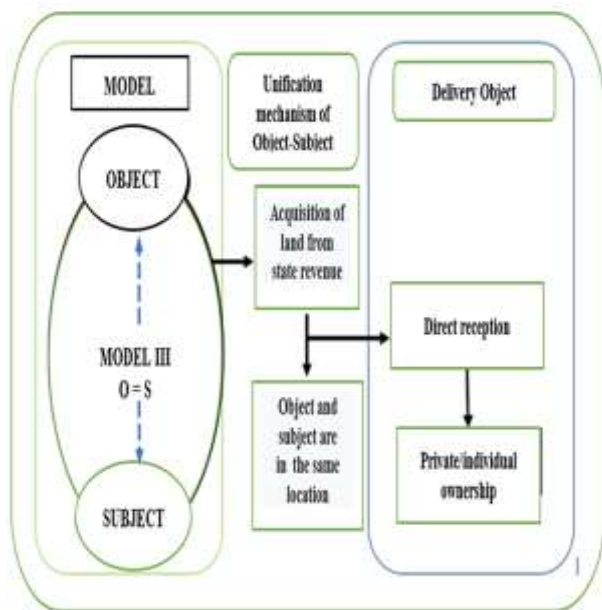 MODEL
OBJECT
MODEL III
O = S
SUBJECT
Unification
mechanism of
Object-Subject
Acquisition of
land from
state revenue
Object and
subject are
in the same
location
Delivery Object
Direct reception
Private/individual
ownership